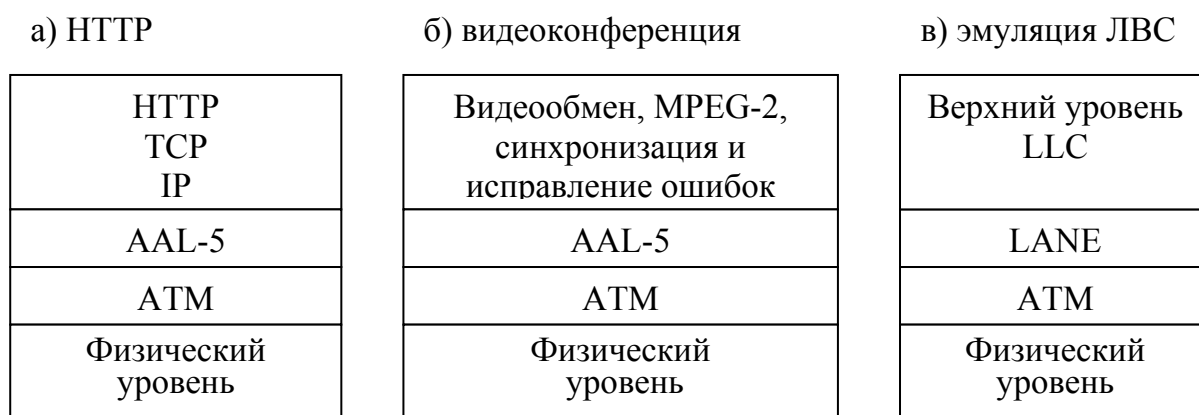 а) HTTP
HTTP
TCP
IP
AAL-5
ATM
Физический
уровень
б) видеоконференция
Видеообмен, MPEG-2,
синхронизация и
исправление ошибок
AAL-5
ATM
Физический
уровень
в) эмуляция ЛВС
Верхний уровень
LLC
LANE
ATM
Физический
уровень